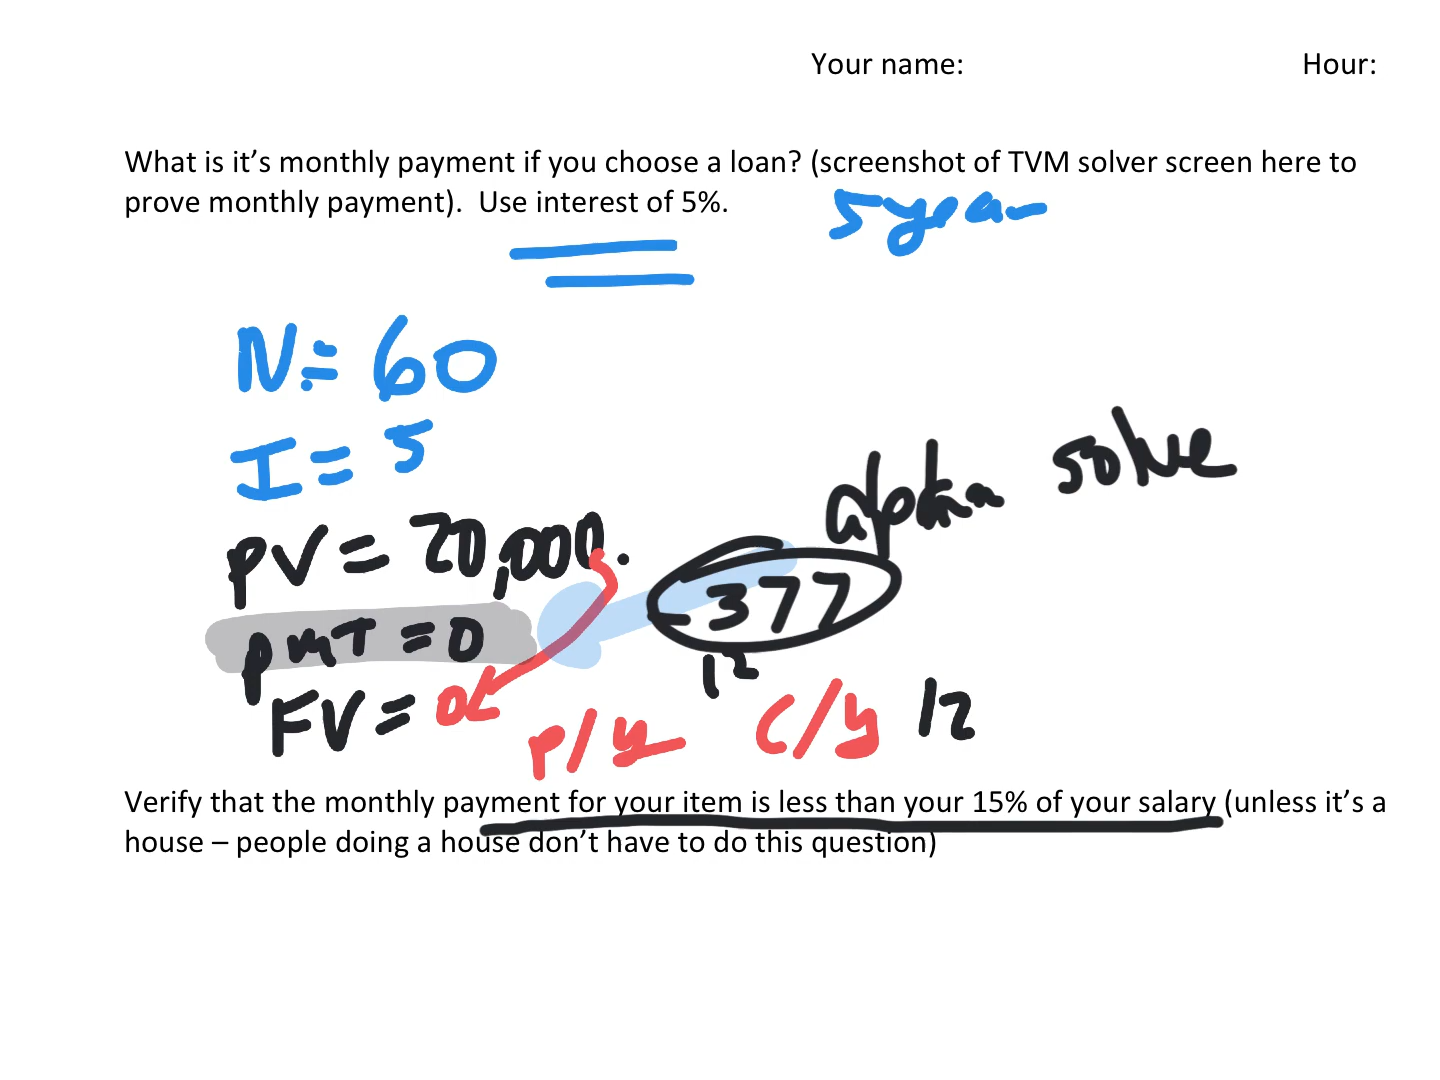 Your name: Hour:
What is it’s monthly payment if you choose a loan? (screenshot of TVM solver screen here to
prove monthly payment). Use interest of 5%.
5 year
N= 60
I = 5
alpha solve
PV = 20,000.
-377
pmT = 0
12
FV = 0
P/y C/y 12
Verify that the monthly payment for your item is less than your 15% of your salary (unless it’s a
house – people doing a house don’t have to do this question)